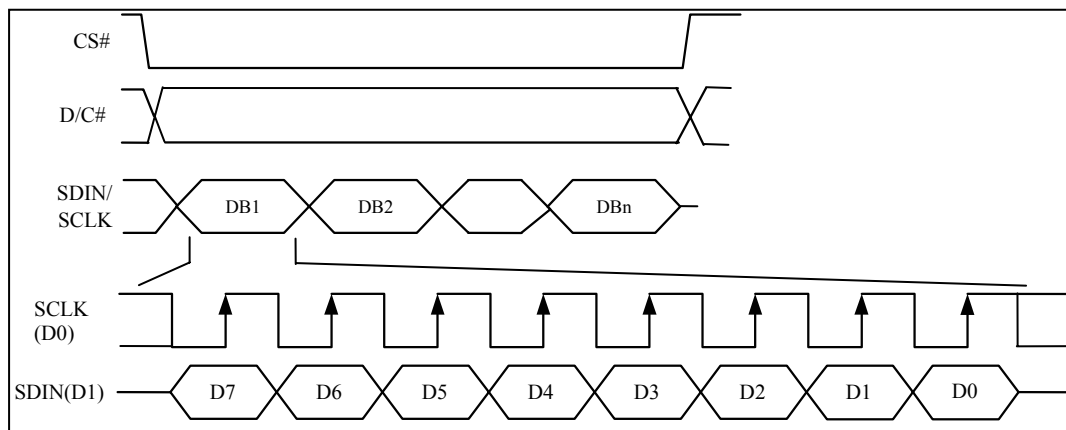 CS#
D/C#
SDIN/
SCLK
DB1 DB2 DBn
SCLK
(D0)
SDIN(D1) D7 D6 D5 D4 D3 D2 D1 D0